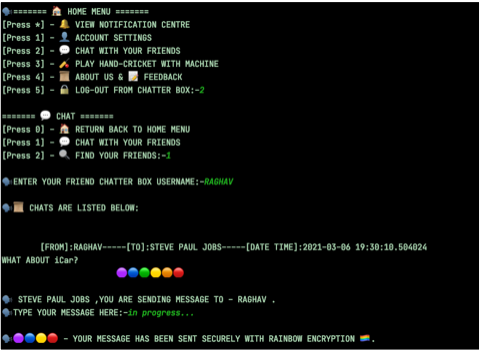 🗣======= 🏠 HOME MENU =======
[Press *] - 🔔 VIEW NOTIFICATION CENTRE
[Press 1] - 👤 ACCOUNT SETTINGS
[Press 2] - 💬 CHAT WITH YOUR FRIENDS
[Press 3] - 🏏 PLAY HAND-CRICKET WITH MACHINE
[Press 4] - 📜 ABOUT US & 📝 FEEDBACK
[Press 5] - 🔒 LOG-OUT FROM CHATTER BOX:-2
======= 💬 CHAT =======
[Press 0] - 🏠 RETURN BACK TO HOME MENU
[Press 1] - 💬 CHAT WITH YOUR FRIENDS
[Press 2] - 🔍 FIND YOUR FRIENDS:-1
🗣ENTER YOUR FRIEND CHATTER BOX USERNAME:-RAGHAV
🗣📜 CHATS ARE LISTED BELOW:
[FROM]:RAGHAV-----[TO]:STEVE PAUL JOBS-----[DATE TIME]:2021-03-06 19:30:10.504024
WHAT ABOUT iCar?
🟣🔵🟢🟡🟠🔴
🗣 STEVE PAUL JOBS ,YOU ARE SENDING MESSAGE TO - RAGHAV .
🗣TYPE YOUR MESSAGE HERE:-in progress...
🗣🔵🟡🔴 - YOUR MESSAGE HAS BEEN SENT SECURELY WITH RAINBOW ENCRYPTION 🏳️‍🌈.